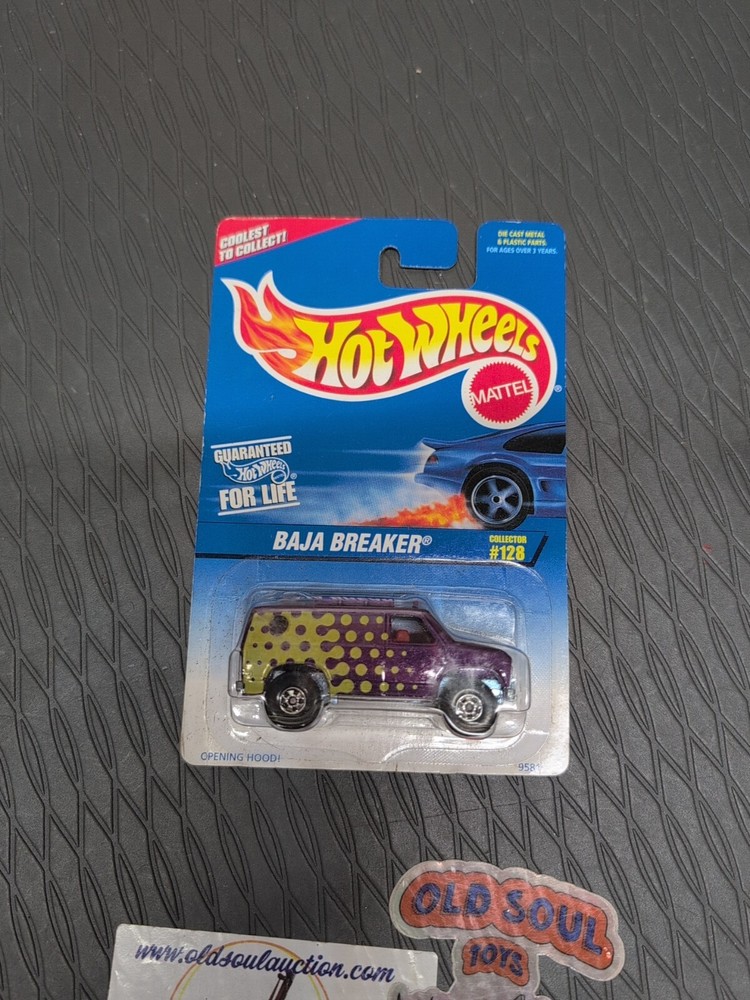 COOLEST
TO COLLECT!
DIE CAST METAL
& PLASTIC PARTS.
FOR AGES OVER 3 YEARS.
HOT WHEELS
MATTEL
®
GUARANTEED
Hot Wheels®
FOR LIFE
BAJA BREAKER®
COLLECTOR
#128
OPENING HOOD!
OLD SOUL
TOYS
www.oldsoulauction.com